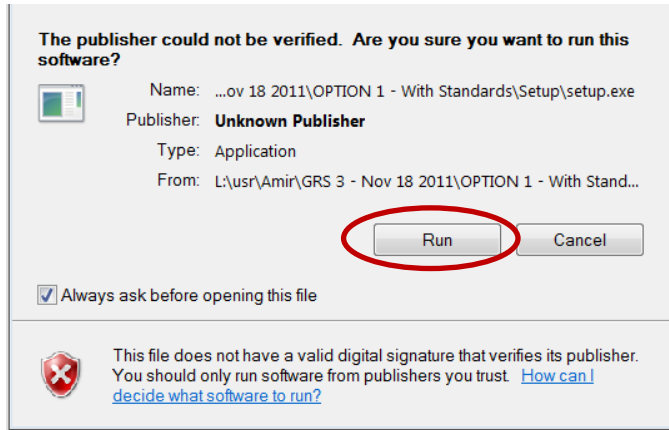 The publisher could not be verified.  Are you sure you want to run this
software?
Name: ...ov 18 2011\OPTION 1 - With Standards\Setup\setup.exe
Publisher: Unknown Publisher
Type: Application
From: L:\usr\Amir\GRS 3 - Nov 18 2011\OPTION 1 - With Stand...
Run Cancel
Always ask before opening this file
This file does not have a valid digital signature that verifies its publisher.
You should only run software from publishers you trust.  How can I
decide what software to run?